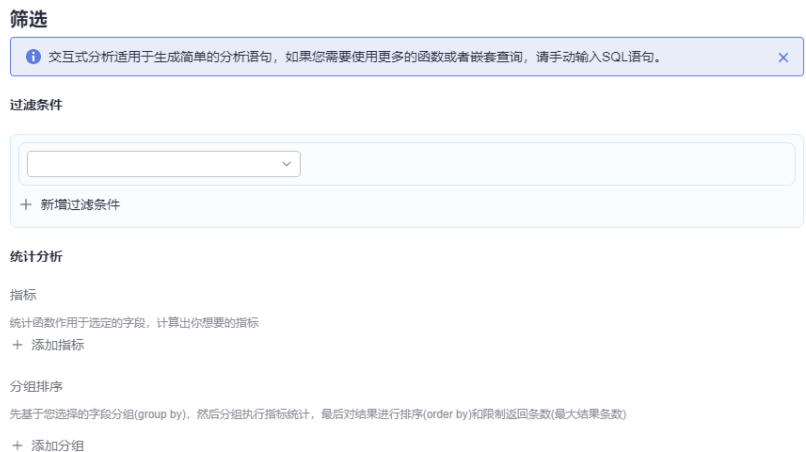 筛选
交互式分析适用于生成简单的分析语句，如果您需要使用更多的函数或者嵌套查询，请手动输入SQL语句。
过滤条件
新增过滤条件
统计分析
指标
统计函数作用于选定的字段，计算出你想要的指标
添加指标
分组排序
先基于您选择的字段分组(group by)，然后分组执行指标统计，最后对结果进行排序(order by)和限制返回条数(最大结果条数)
添加分组